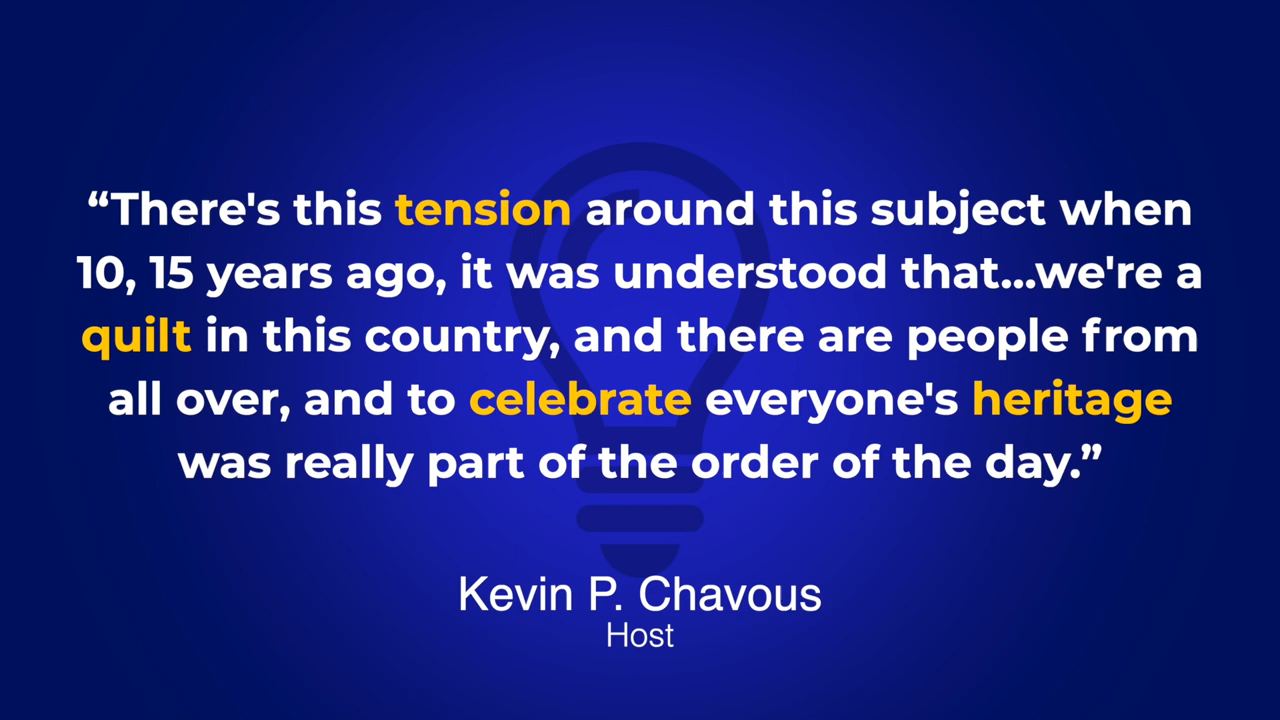 “There's this tension around this subject when
10, 15 years ago, it was understood that...we're a
quilt in this country, and there are people from
all over, and to celebrate everyone's heritage
was really part of the order of the day.”
Kevin P. Chavous
Host